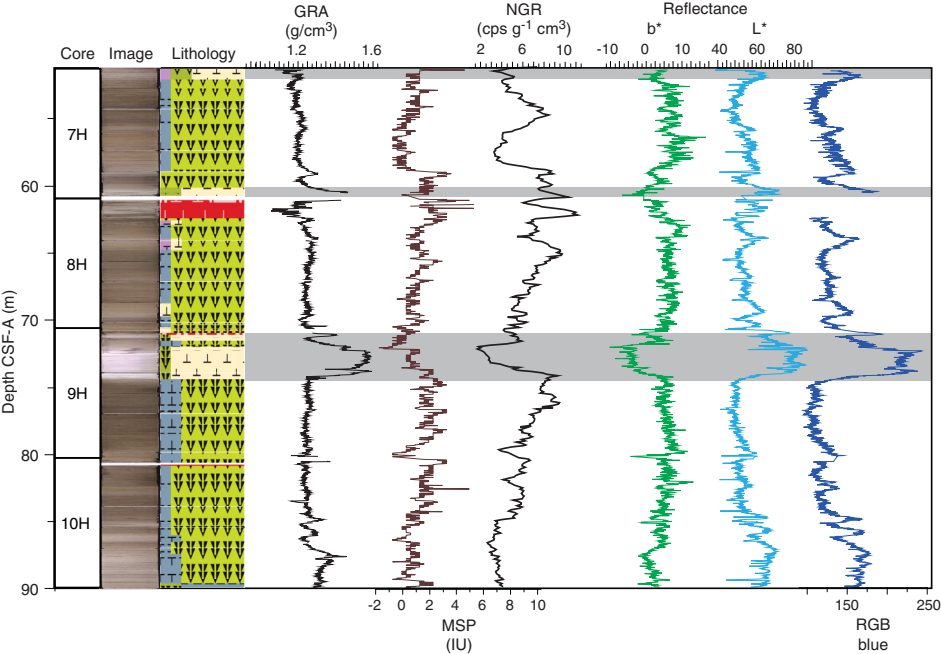 GRA
(g/cm³)
NGR
(cps g⁻¹ cm³)
Reflectance
b*
L*
Core
Image
Lithology
1.2
1.6
2
6
10
-10
0
10
40
60
80
7H
60
8H
70
9H
80
10H
90
Depth CSF-A (m)
-2
0
2
4
6
8
10
MSP
(IU)
150
250
RGB
blue